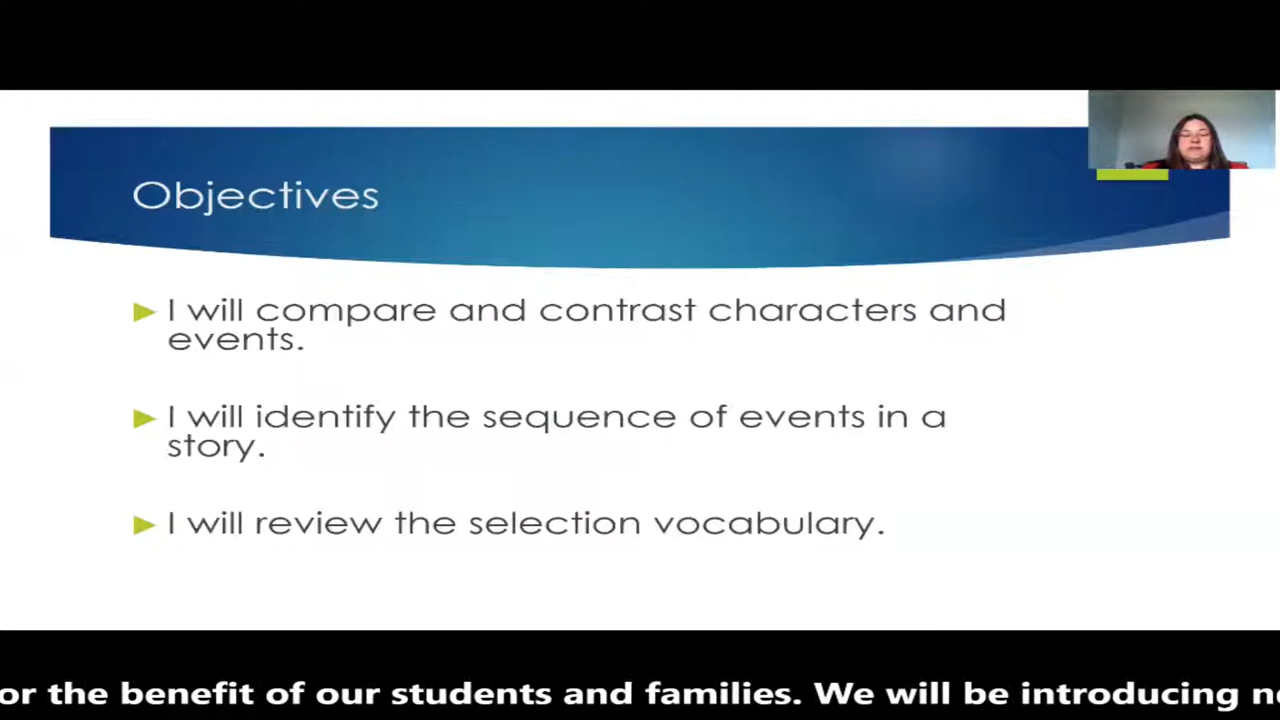 Objectives
I will compare and contrast characters and
events.
I will identify the sequence of events in a
story.
I will review the selection vocabulary.
or the benefit of our students and families. We will be introducing